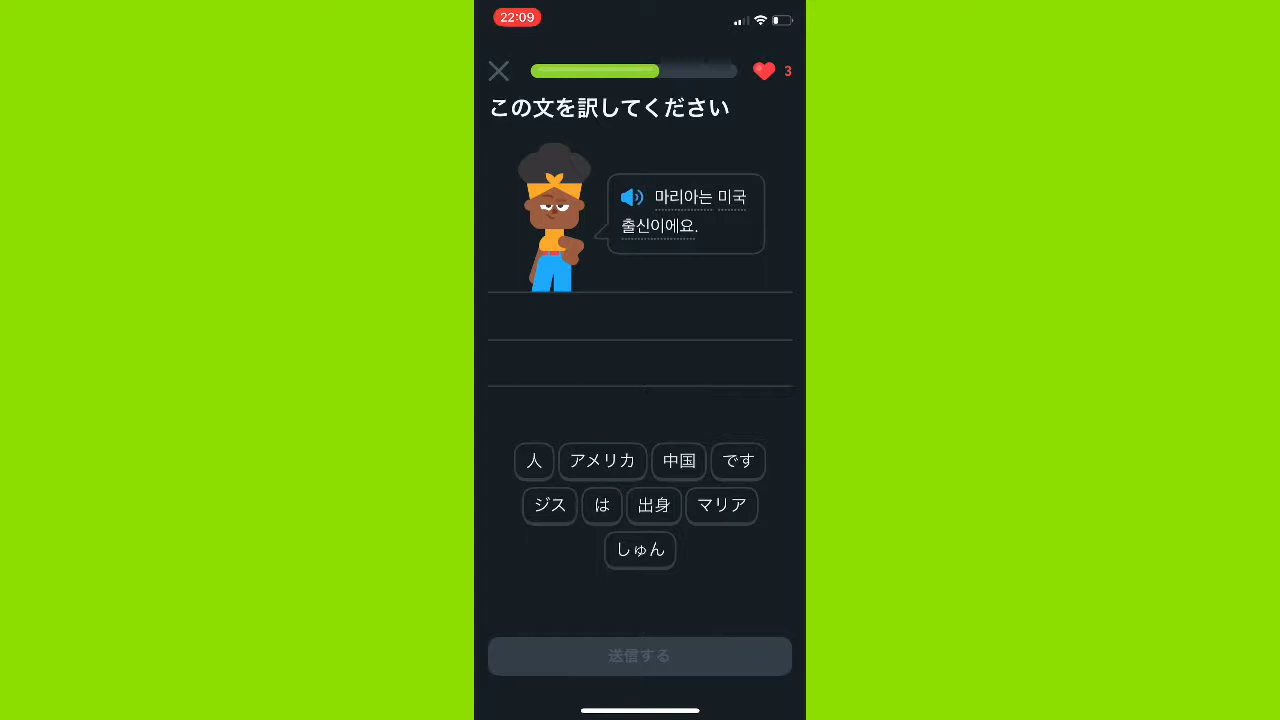 22:09
3
この文を訳してください
마리아는 미국
출신이에요.
人 アメリカ 中国 です
ジス は 出身 マリア
しゅん
送信する